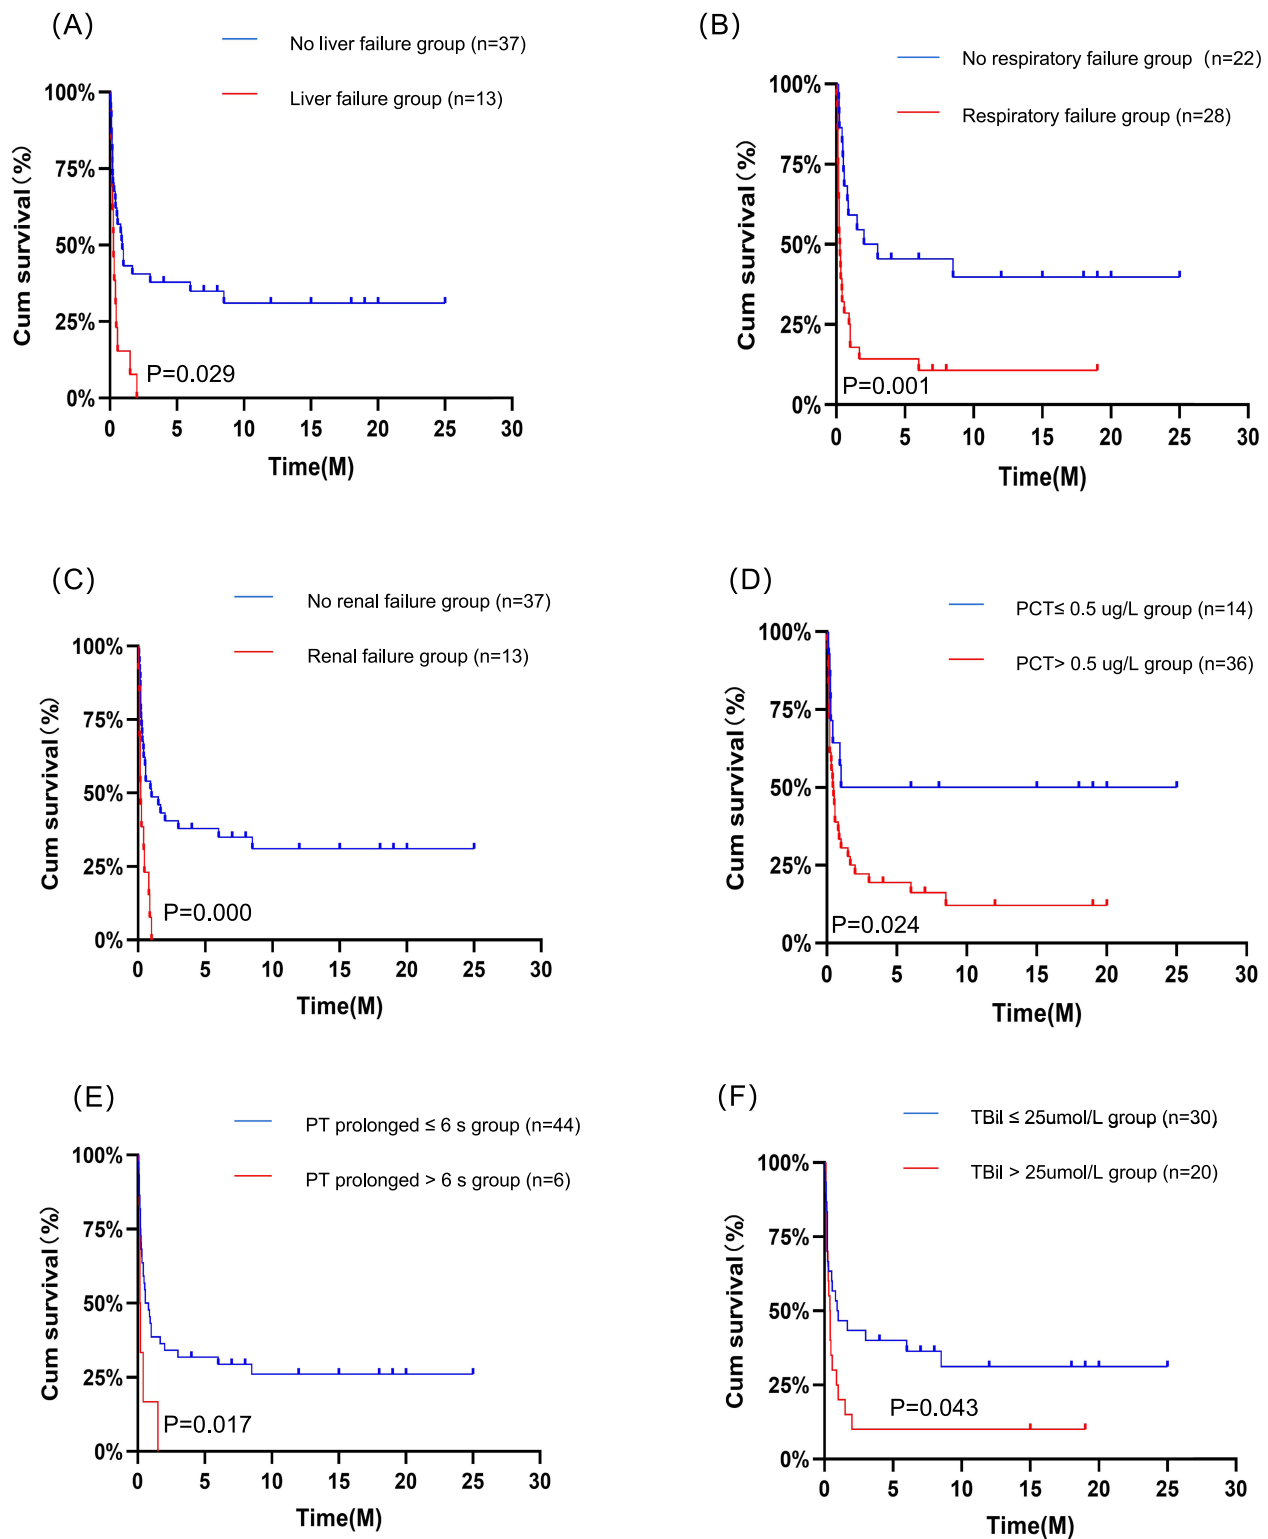 (A)
No liver failure group (n=37)
Liver failure group (n=13)
100%
75%
50%
25%
0%
Cum survival(%)
P=0.029
0 5 10 15 20 25 30
Time(M)
(B)
No respiratory failure group (n=22)
Respiratory failure group (n=28)
100%
75%
50%
25%
0%
Cum survival(%)
P=0.001
0 5 10 15 20 25 30
Time(M)
(C)
No renal failure group (n=37)
Renal failure group (n=13)
100%
75%
50%
25%
0%
Cum survival(%)
P=0.000
0 5 10 15 20 25 30
Time(M)
(D)
PCT≤ 0.5 ug/L group (n=14)
PCT> 0.5 ug/L group (n=36)
100%
75%
50%
25%
0%
Cum survival(%)
P=0.024
0 5 10 15 20 25 30
Time(M)
(E)
PT prolonged ≤ 6 s group (n=44)
PT prolonged > 6 s group (n=6)
100%
75%
50%
25%
0%
Cum survival(%)
P=0.017
0 5 10 15 20 25 30
Time(M)
(F)
TBil ≤ 25umol/L group (n=30)
TBil > 25umol/L group (n=20)
100%
75%
50%
25%
0%
Cum survival(%)
P=0.043
0 5 10 15 20 25 30
Time(M)